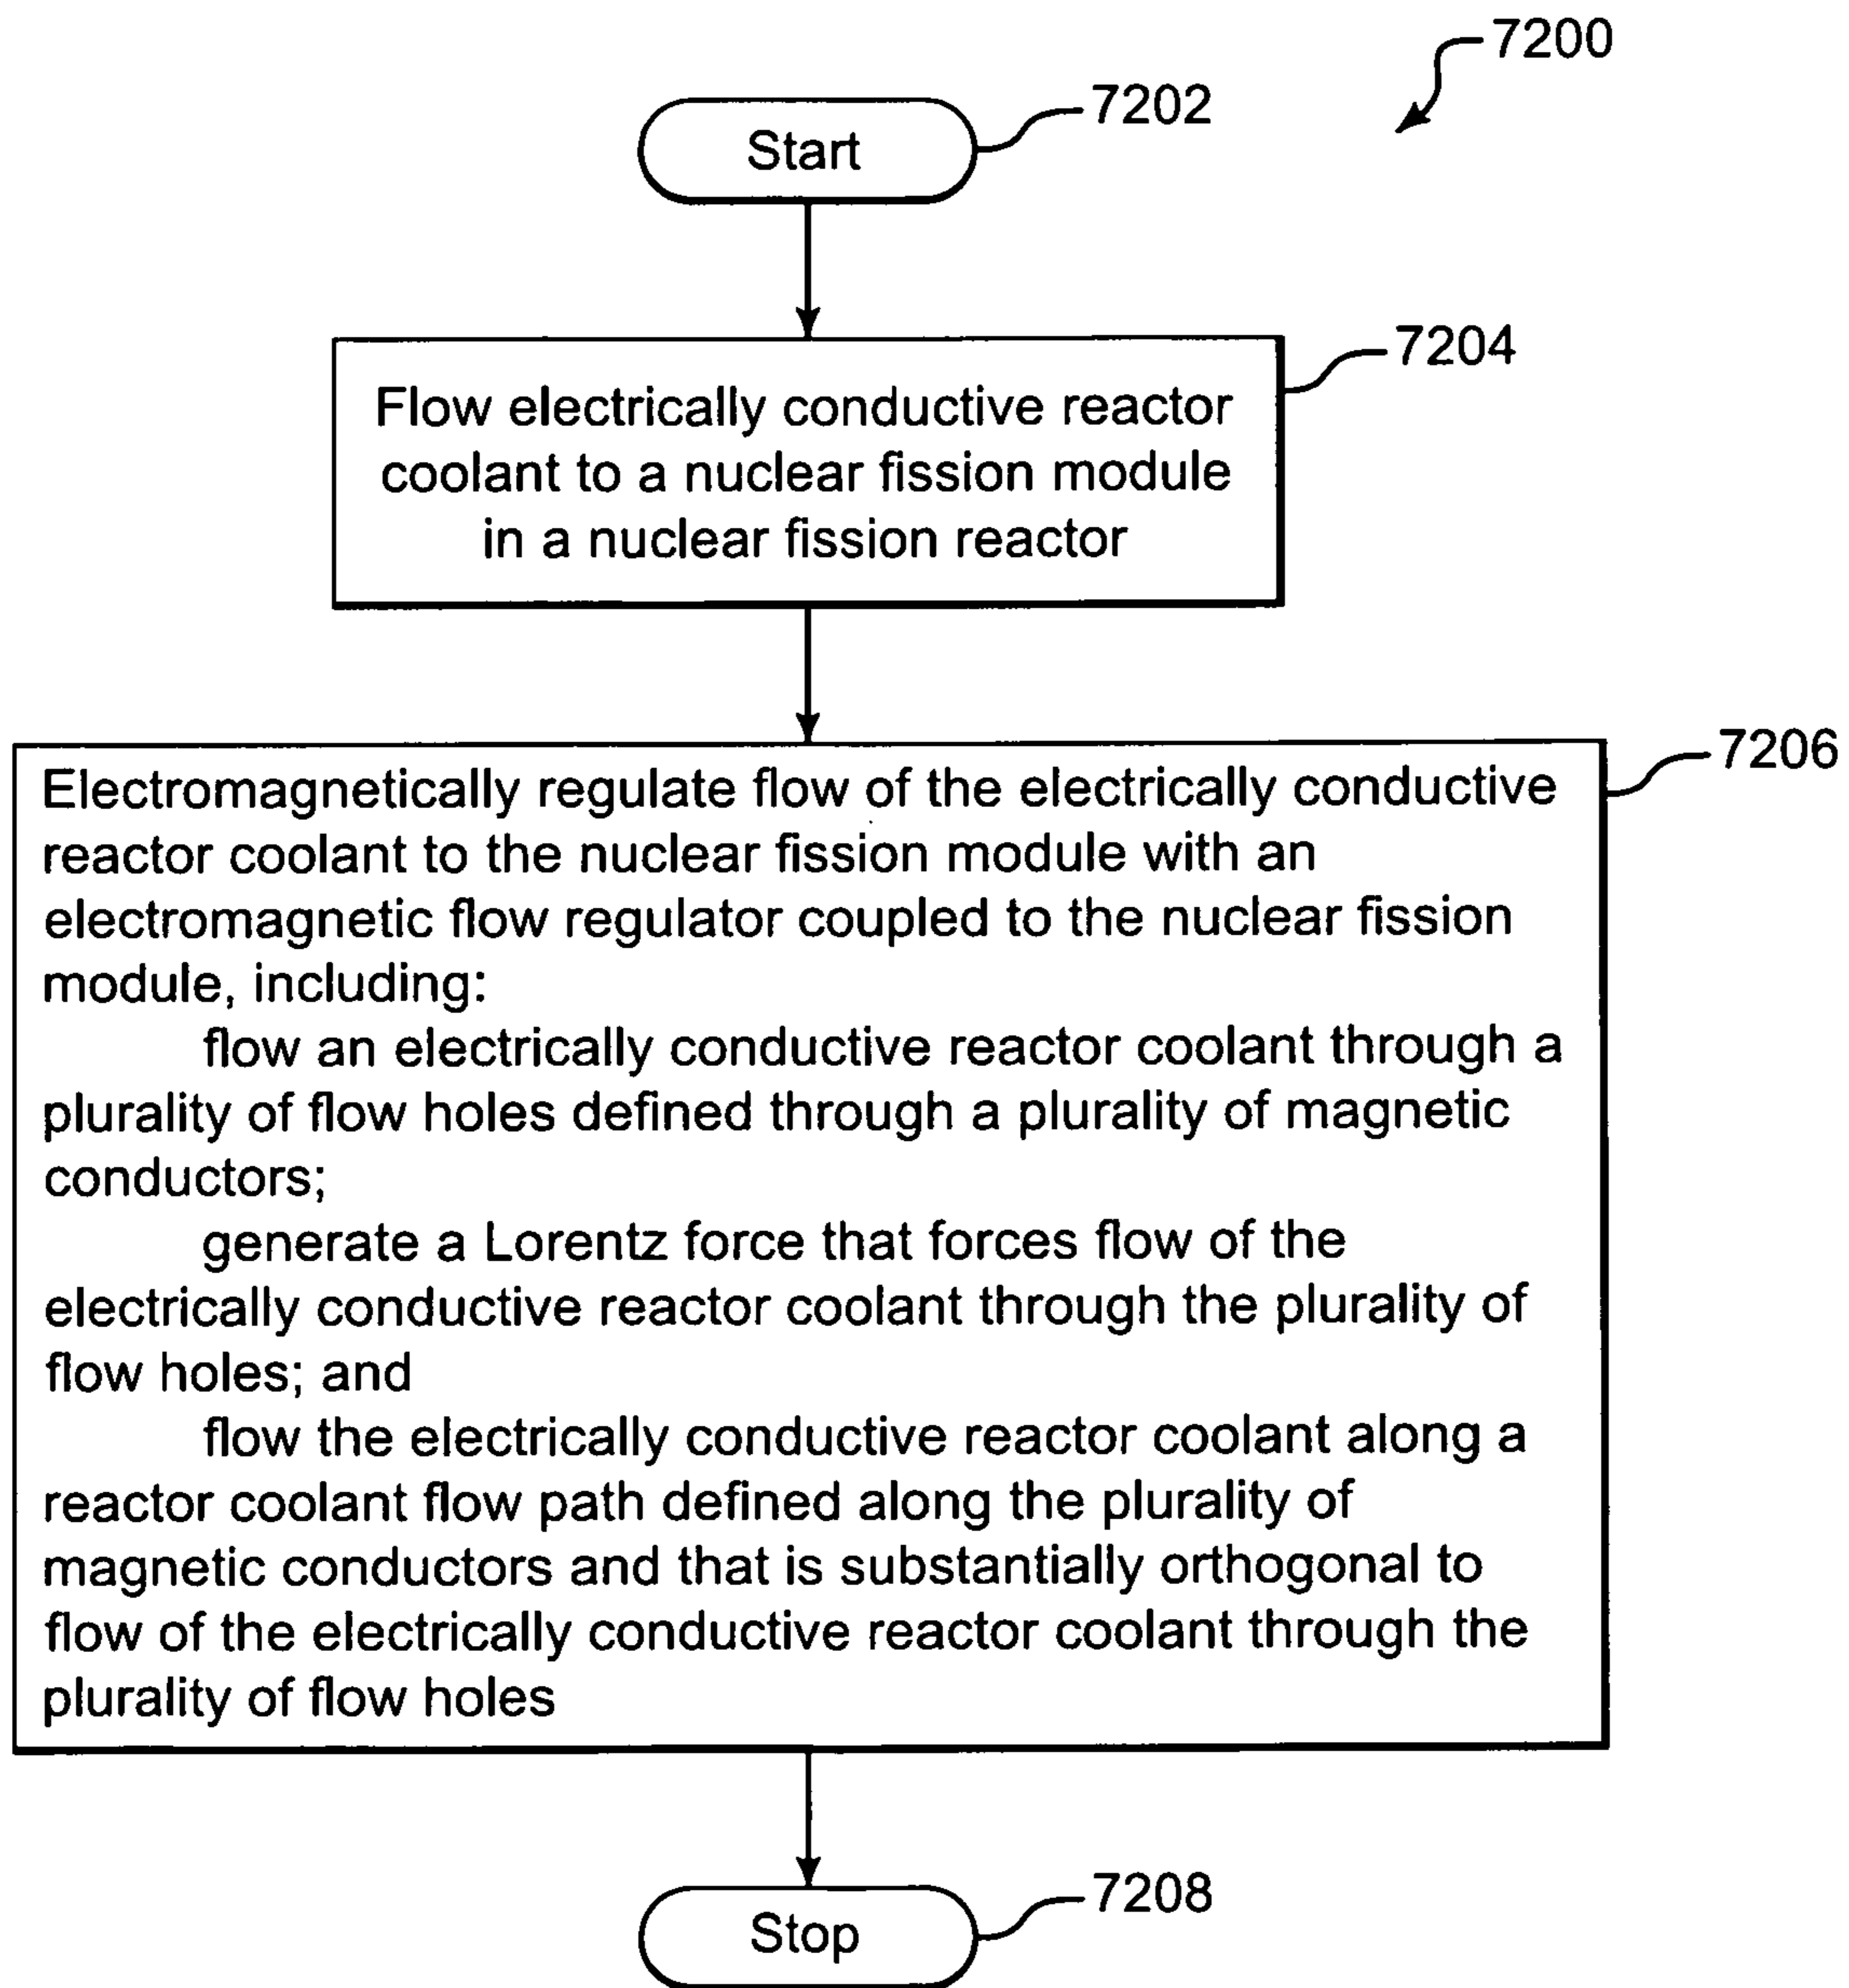 7200
7202
Start
7204
Flow electrically conductive reactor
coolant to a nuclear fission module
in a nuclear fission reactor
7206
Electromagnetically regulate flow of the electrically conductive
reactor coolant to the nuclear fission module with an
electromagnetic flow regulator coupled to the nuclear fission
module, including:
flow an electrically conductive reactor coolant through a
plurality of flow holes defined through a plurality of magnetic
conductors;
generate a Lorentz force that forces flow of the
electrically conductive reactor coolant through the plurality of
flow holes; and
flow the electrically conductive reactor coolant along a
reactor coolant flow path defined along the plurality of
magnetic conductors and that is substantially orthogonal to
flow of the electrically conductive reactor coolant through the
plurality of flow holes
7208
Stop